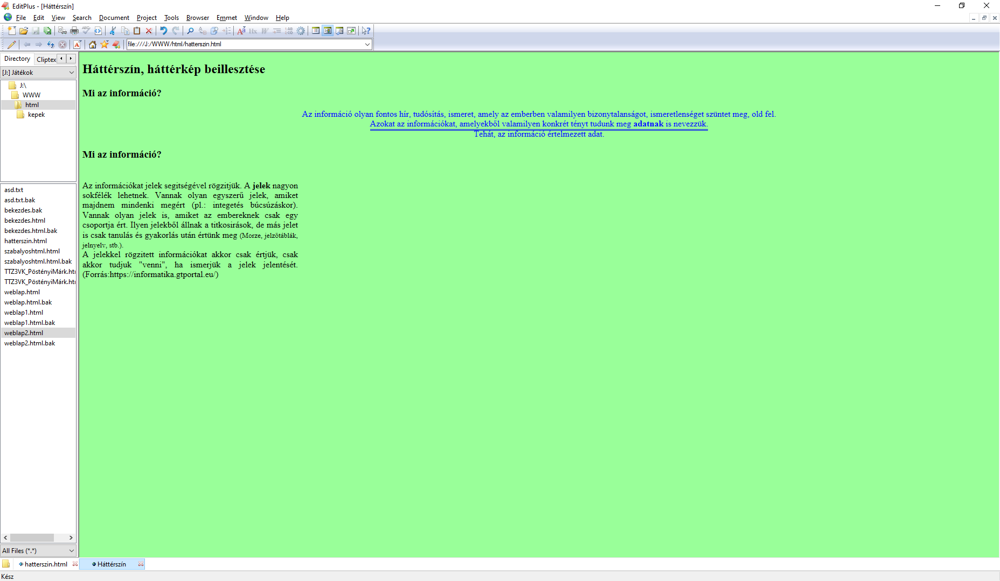 EditPlus - [Háttérszín]
File Edit View Search Document Project Tools Browser Emmet Window Help
file:///J:/WWW/html/hatterszin.html
Directory Cliptex
[J:] Játékok
J:\
WWW
html
kepek
asd.txt
asd.txt.bak
bekezdes.bak
bekezdes.html
bekezdes.html.bak
hatterszin.html
szabalyoshtml.html
szabalyoshtml.html.bak
TTZ3VK_PöstényiMárk.htm
TTZ3VK_PöstényiMárk.htm
weblap.html
weblap.html.bak
weblap1.html
weblap1.html.bak
weblap2.html
weblap2.html.bak
All Files (*.*)
Háttérszín, háttérkép beillesztése
Mi az információ?
Az információ olyan fontos hír, tudósítás, ismeret, amely az emberben valamilyen bizonytalanságot, ismeretlenséget szüntet meg, old fel.
Azokat az információkat, amelyekből valamilyen konkrét tényt tudunk meg adatnak is nevezzük.
Tehát, az információ értelmezett adat.
Mi az információ?
Az információkat jelek segitségével rögzitjük. A jelek nagyon
sokfélék lehetnek. Vannak olyan egyszerű jelek, amiket
majdnem mindenki megért (pl.: integetés búcsúzáskor).
Vannak olyan jelek is, amiket az embereknek csak egy
csoportja ért. Ilyen jelekből állnak a titkosirások, de más jelet
is csak tanulás és gyakorlás után értünk meg (Morze, jelzőtáblák,
jelnyelv, stb.).
A jelekkel rögzitett információkat akkor csak értjük, csak
akkor tudjuk "venni", ha ismerjük a jelek jelentését.
(Forrás:https://informatika.gtportal.eu/)
hatterszin.html Háttérszín
Kész